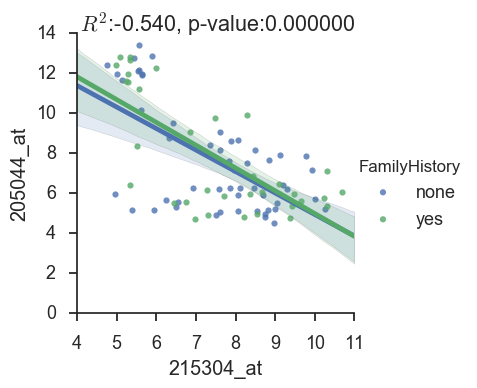 R²:-0.540, p-value:0.000000
14
12
10
8
6
4
2
0
205044_at
4 5 6 7 8 9 10 11
215304_at
FamilyHistory
none
yes